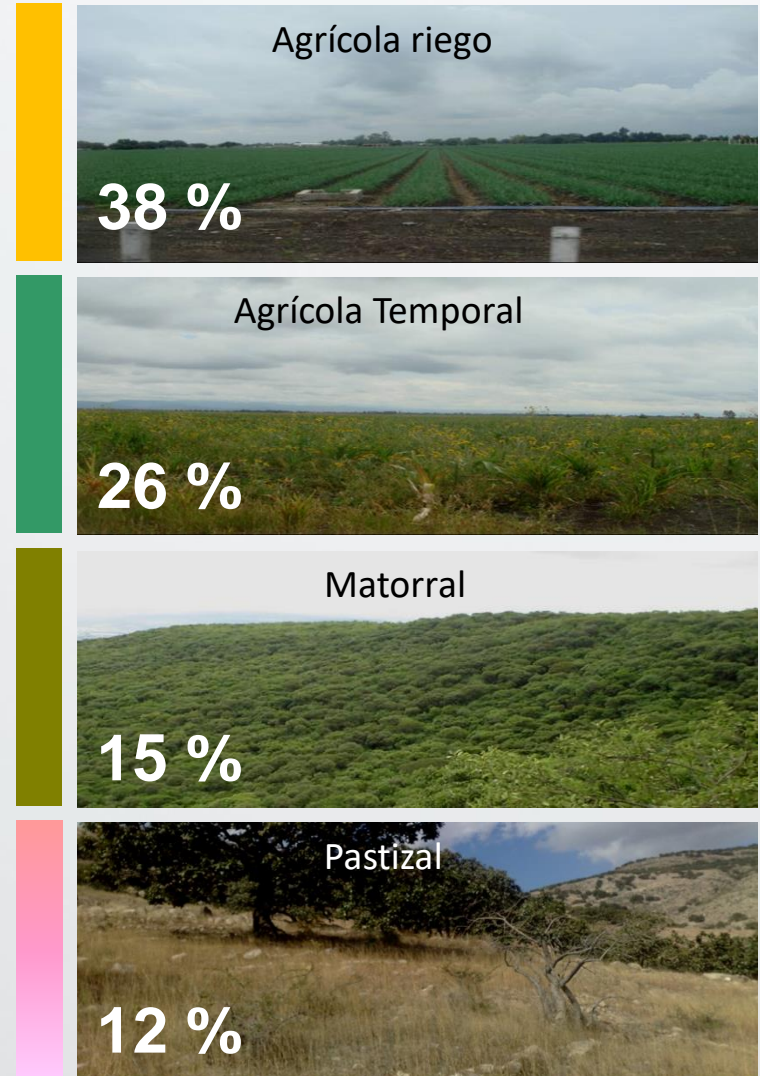 Agrícola riego
38 %
Agrícola Temporal
26 %
Matorral
15 %
Pastizal
12 %